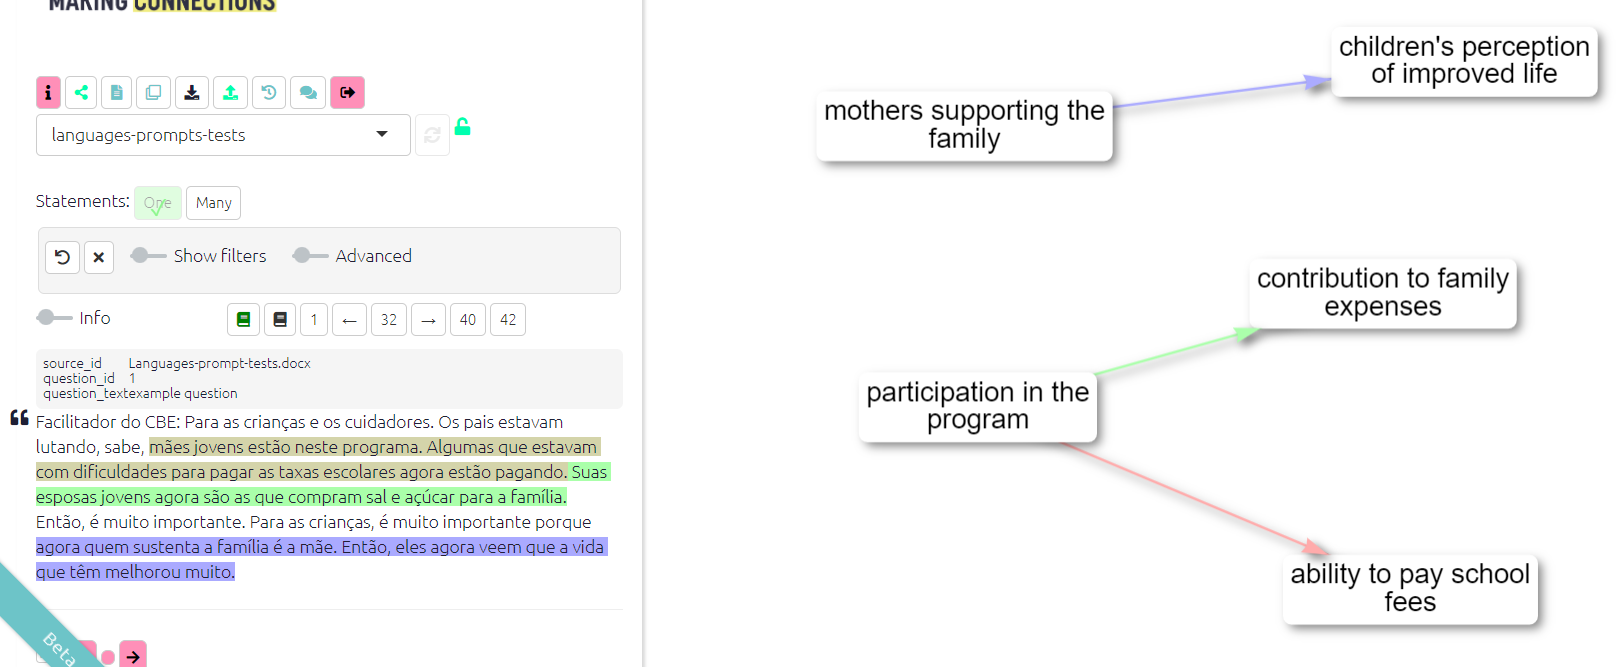 MAKING CONNECTIONS
languages-prompts-tests
Statements: One Many
Show filters Advanced
Info 1 ← 32 → 40 42
source_id Languages-prompt-tests.docx
question_id 1
question_textexample question
Facilitador do CBE: Para as crianças e os cuidadores. Os pais estavam
lutando, sabe, mães jovens estão neste programa. Algumas que estavam
com dificuldades para pagar as taxas escolares agora estão pagando. Suas
esposas jovens agora são as que compram sal e açúcar para a família.
Então, é muito importante. Para as crianças, é muito importante porque
agora quem sustenta a família é a mãe. Então, eles agora veem que a vida
que têm melhorou muito.
Beta
children's perception
of improved life
mothers supporting the
family
contribution to family
expenses
participation in the
program
ability to pay school
fees